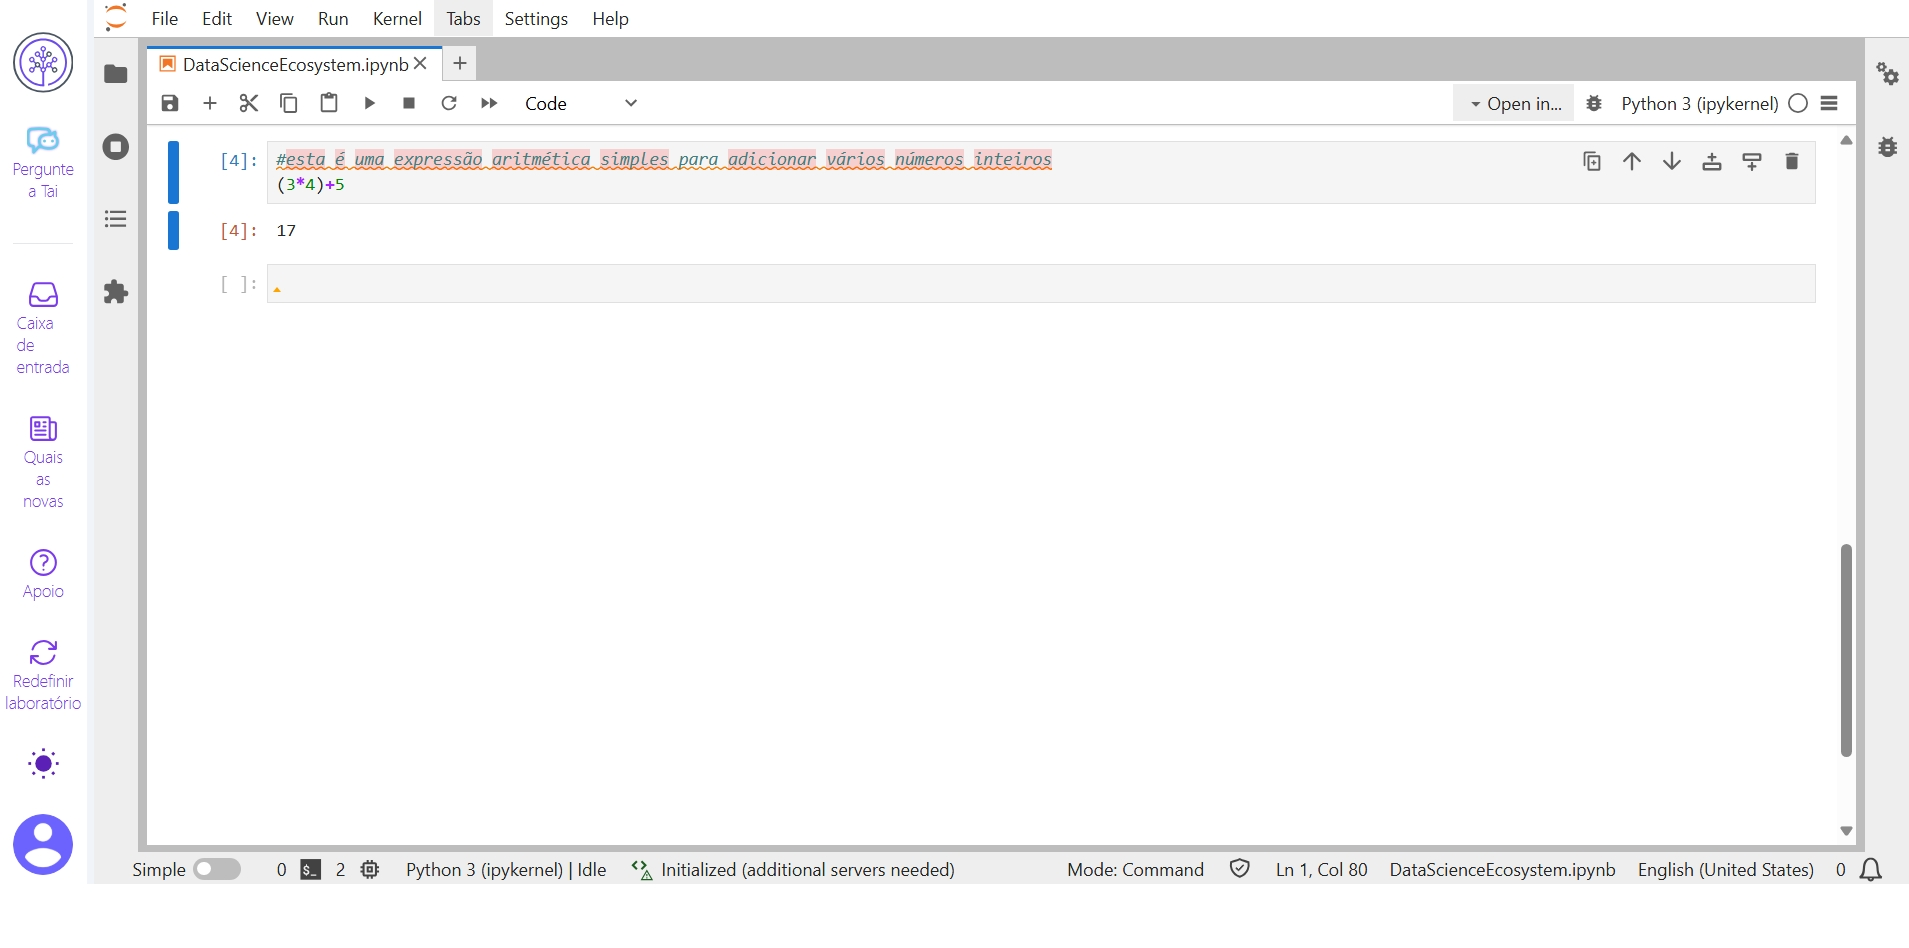 File Edit View Run Kernel Tabs Settings Help
DataScienceEcosystem.ipynb
Code
Open in...
Python 3 (ipykernel)
Pergunte
a Tai
Caixa
de
entrada
Quais
as
novas
Apoio
Redefinir
laboratório
[4]: #esta é uma expressão aritmética simples para adicionar vários números inteiros
(3*4)+5
[4]: 17
[ ]:
Simple 0 $_ 2 Python 3 (ipykernel) | Idle Initialized (additional servers needed) Mode: Command Ln 1, Col 80 DataScienceEcosystem.ipynb English (United States) 0